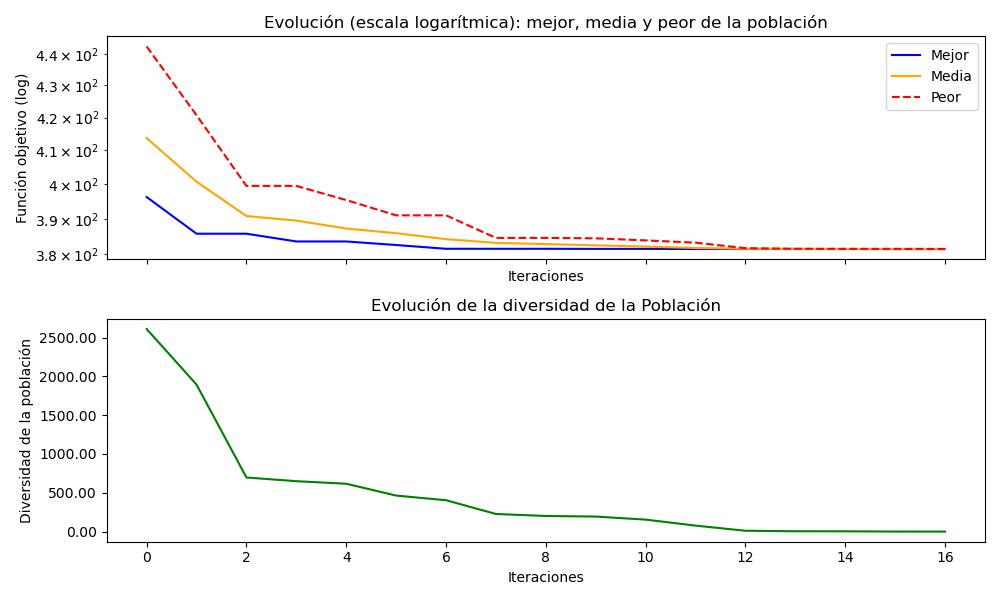 Evolución (escala logarítmica): mejor, media y peor de la población
4.4 × 10²
4.3 × 10²
4.2 × 10²
4.1 × 10²
4 × 10²
3.9 × 10²
3.8 × 10²
Función objetivo (log)
Mejor
Media
Peor
Iteraciones
Evolución de la diversidad de la Población
2500.00
2000.00
1500.00
1000.00
500.00
0.00
Diversidad de la población
0 2 4 6 8 10 12 14 16
Iteraciones